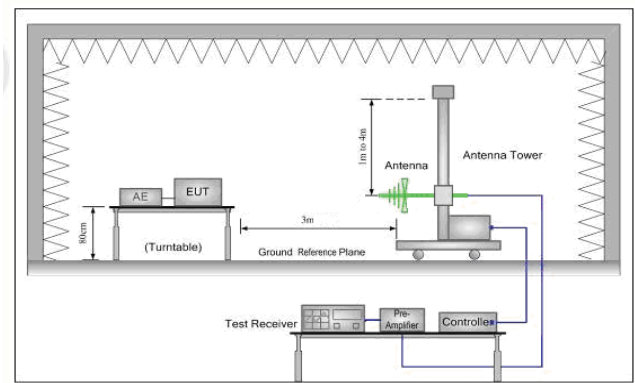 1m to 4m
Antenna Tower
Antenna
AE
EUT
80cm
3m
(Turntable)
Ground Reference Plane
Test Receiver
Pre-
Amplifier
Controller